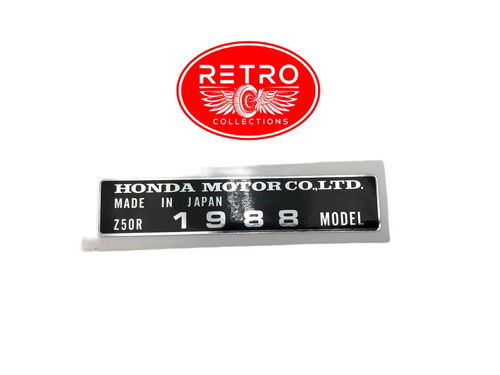 RETRO
COLLECTIONS
HONDA MOTOR CO.,LTD.
MADE IN JAPAN
Z50R 1988 MODEL